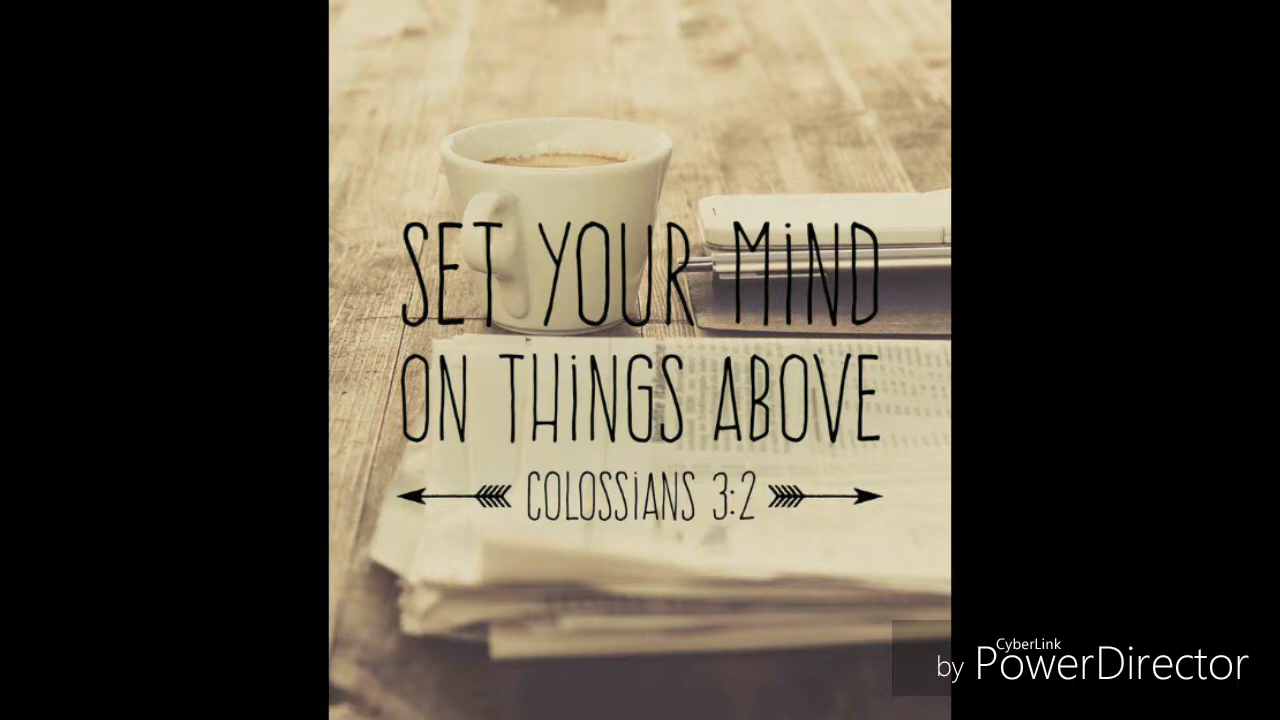 SET YOUR MiND
ON THiNGS ABOVE
COLOSSiANS 3:2
CyberLink
by PowerDirector